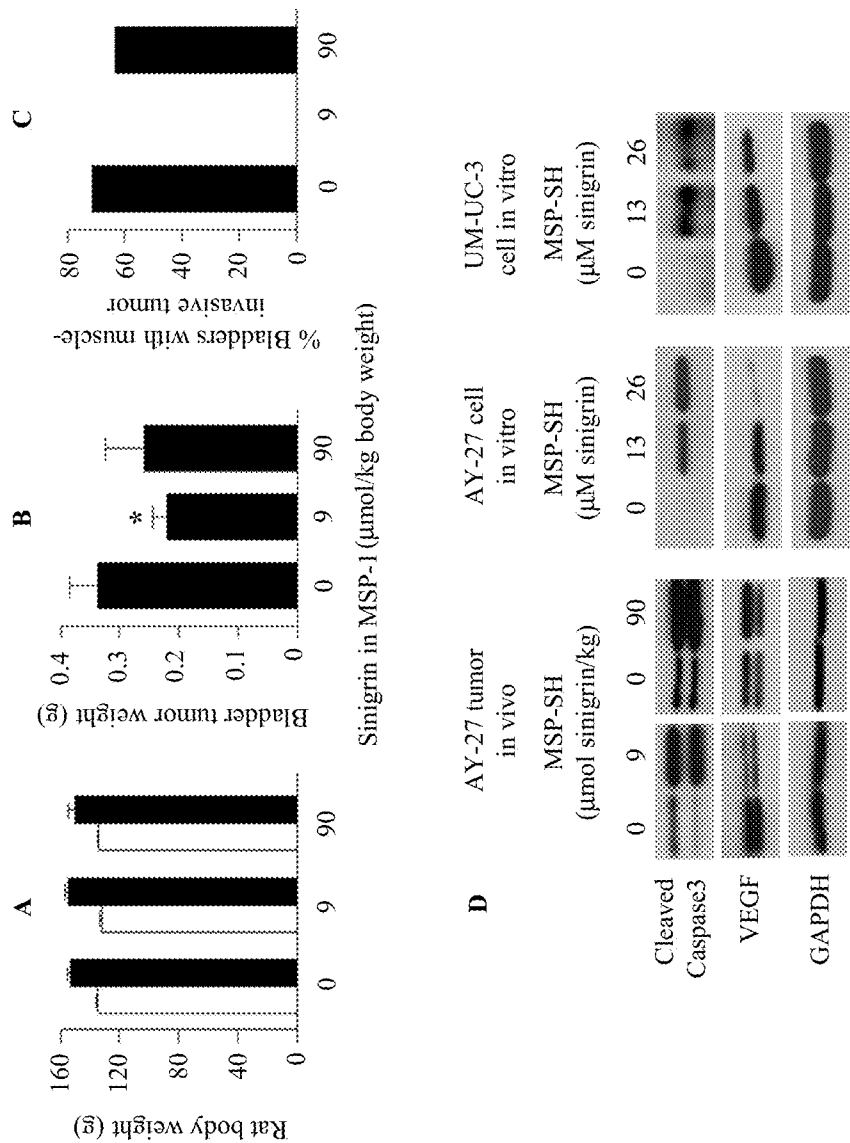 A
Rat body weight (g)
160
120
80
40
0
0 9 90
B
Bladder tumor weight (g)
0.4
0.3
0.2
0.1
0
*
0 9 90
C
% Bladders with muscle-
invasive tumor
80
60
40
20
0
0 9 90
Sinigrin in MSP-1 (μmol/kg body weight)
D
AY-27 tumor
in vivo
MSP-SH
(μmol sinigrin/kg)
0 9 0 90
AY-27 cell
in vitro
MSP-SH
(μM sinigrin)
0 13 26
UM-UC-3
cell in vitro
MSP-SH
(μM sinigrin)
0 13 26
Cleaved
Caspase3
VEGF
GAPDH